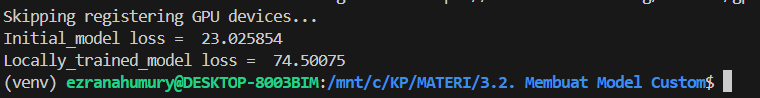 Skipping registering GPU devices...
Initial_model loss =  23.025854
Locally_trained_model loss =  74.50075
(venv) ezranahumury@DESKTOP-8003BIM:/mnt/c/KP/MATERI/3.2. Membuat Model Custom$